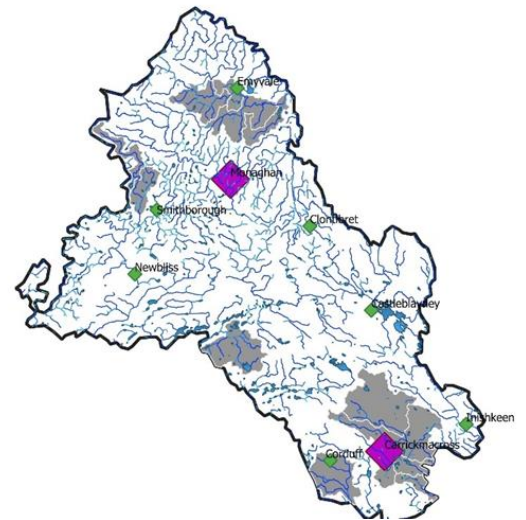 Emyvale
Monaghan
Smithborough
Clontibret
Newbliss
Castleblayney
Inishkeen
Carrickmacross
Corduff